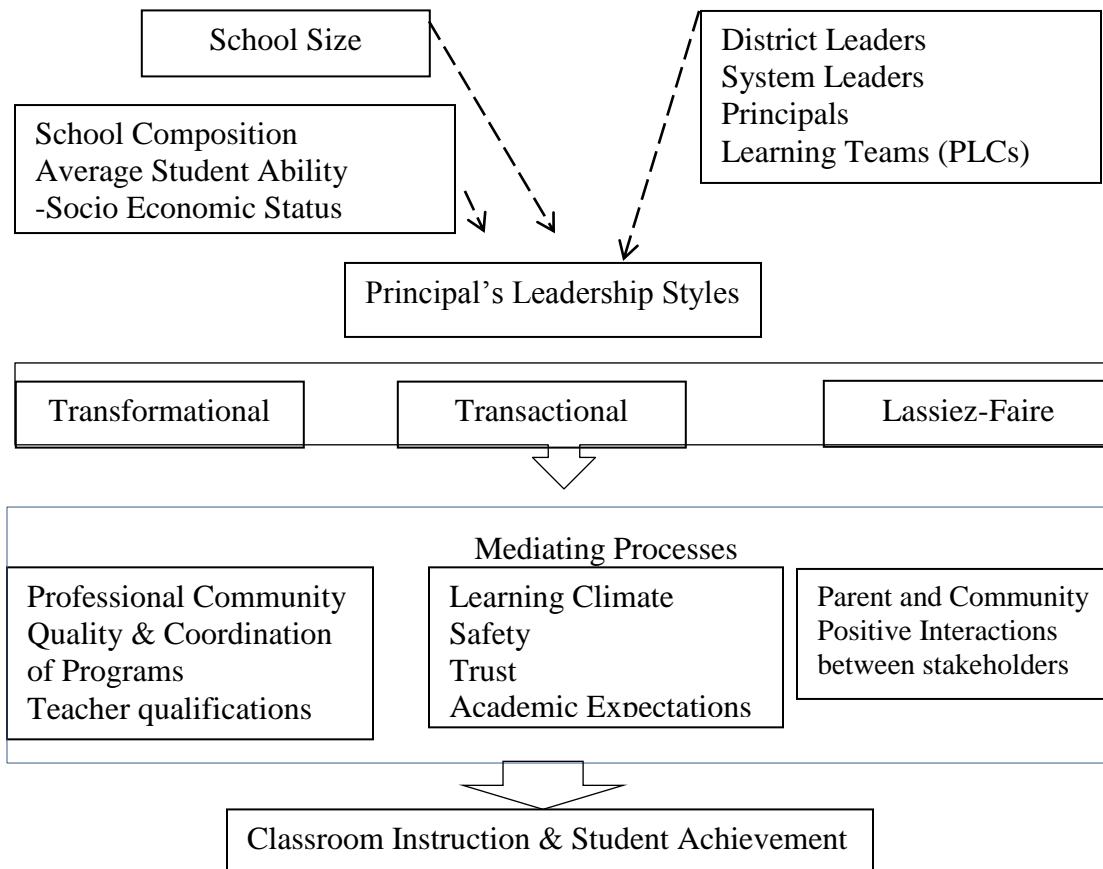 School Size
District Leaders
System Leaders
Principals
Learning Teams (PLCs)
School Composition
Average Student Ability
-Socio Economic Status
Principal’s Leadership Styles
Transformational
Transactional
Lassiez-Faire
Mediating Processes
Professional Community
Quality & Coordination
of Programs
Teacher qualifications
Learning Climate
Safety
Trust
Academic Expectations
Parent and Community
Positive Interactions
between stakeholders
Classroom Instruction & Student Achievement